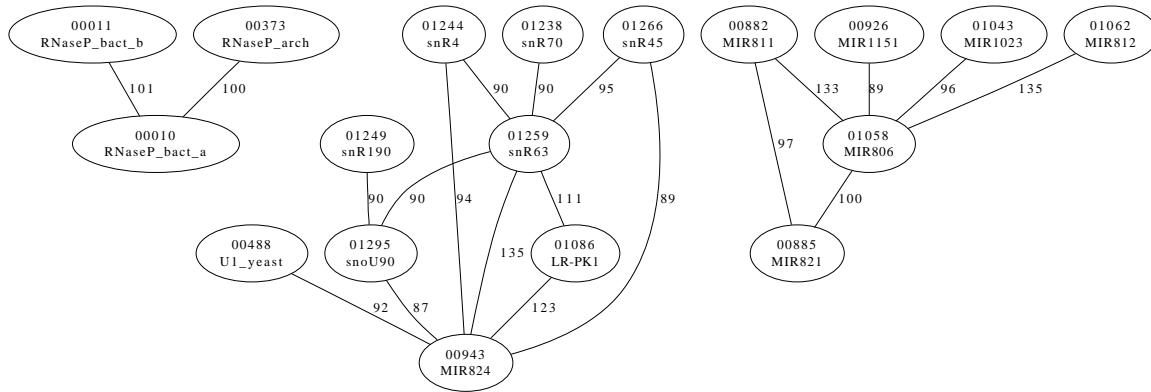 00011
RNaseP_bact_b
00373
RNaseP_arch
01244
snR4
01238
snR70
01266
snR45
00882
MIR811
00926
MIR1151
01043
MIR1023
01062
MIR812
101
100
90
90
95
133
89
96
135
00010
RNaseP_bact_a
01249
snR190
01259
snR63
01058
MIR806
97
90
90
94
111
89
100
00488
U1_yeast
01295
snoU90
135
01086
LR-PK1
00885
MIR821
92
87
123
00943
MIR824